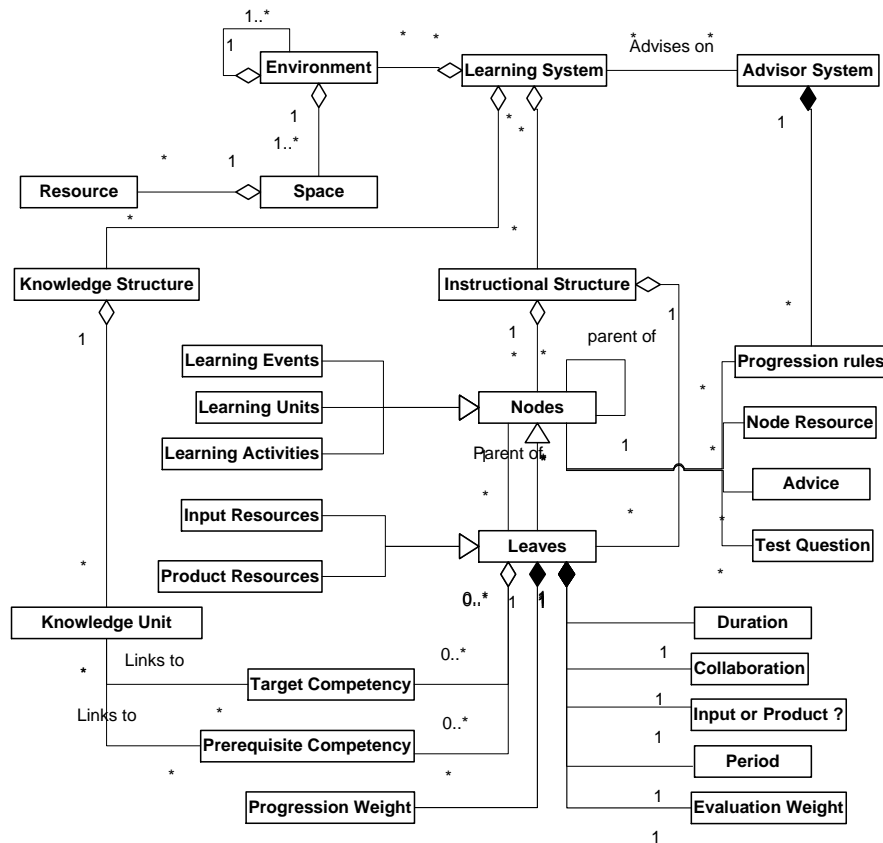 1..*
1
*
*
*
Advises on
*
Environment
Learning System
Advisor System
1
*
*
1
1..*
*
1
Resource
Space
*
*
Knowledge Structure
Instructional Structure
1
1
1
*
parent of
*
*
Learning Events
Progression rules
*
Learning Units
Nodes
Node Resource
Learning Activities
1
Parent of
*
1
*
Advice
*
Input Resources
*
*
Leaves
Test Question
Product Resources
*
*
0..*
1
1
Knowledge Unit
Duration
Links to
0..*
1
*
Target Competency
Collaboration
Links to
*
0..*
1
Input or Product ?
Prerequisite Competency
1
*
*
Period
Progression Weight
1
Evaluation Weight
1